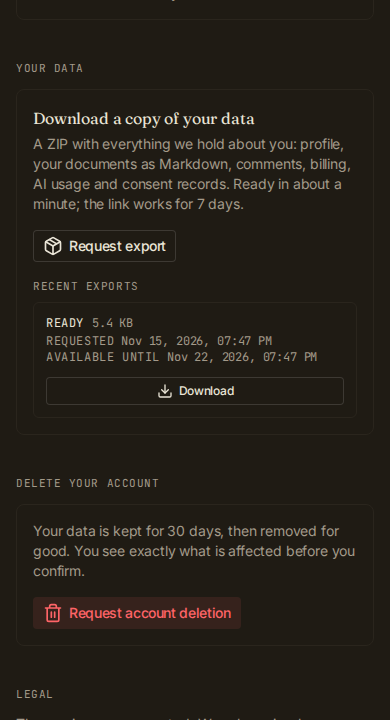 YOUR DATA
Download a copy of your data
A ZIP with everything we hold about you: profile,
your documents as Markdown, comments, billing,
AI usage and consent records. Ready in about a
minute; the link works for 7 days.
Request export
RECENT EXPORTS
READY 5.4 KB
REQUESTED Nov 15, 2026, 07:47 PM
AVAILABLE UNTIL Nov 22, 2026, 07:47 PM
Download
DELETE YOUR ACCOUNT
Your data is kept for 30 days, then removed for
good. You see exactly what is affected before you
confirm.
Request account deletion
LEGAL